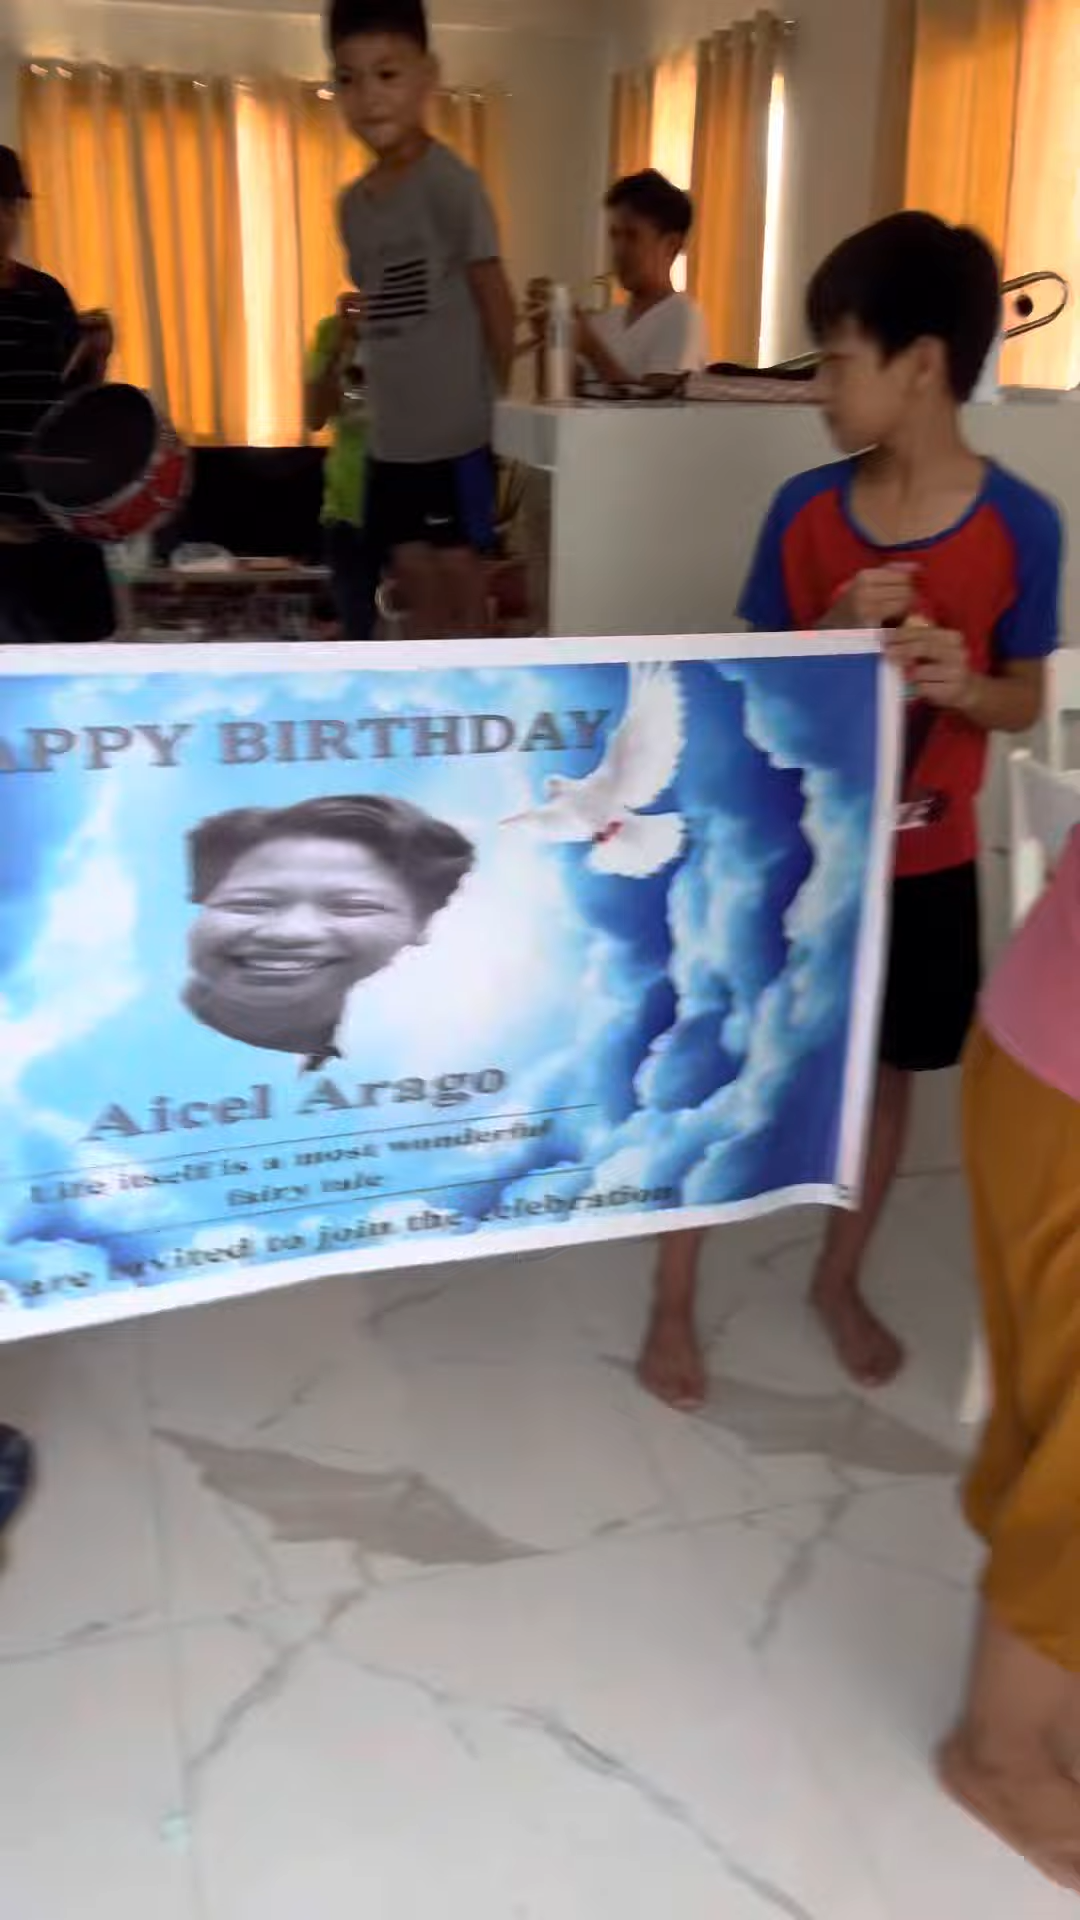 APPY BIRTHDAY
Aicel Arago
Life itself is a most wonderful
fairy tale
are invited to join the celebration